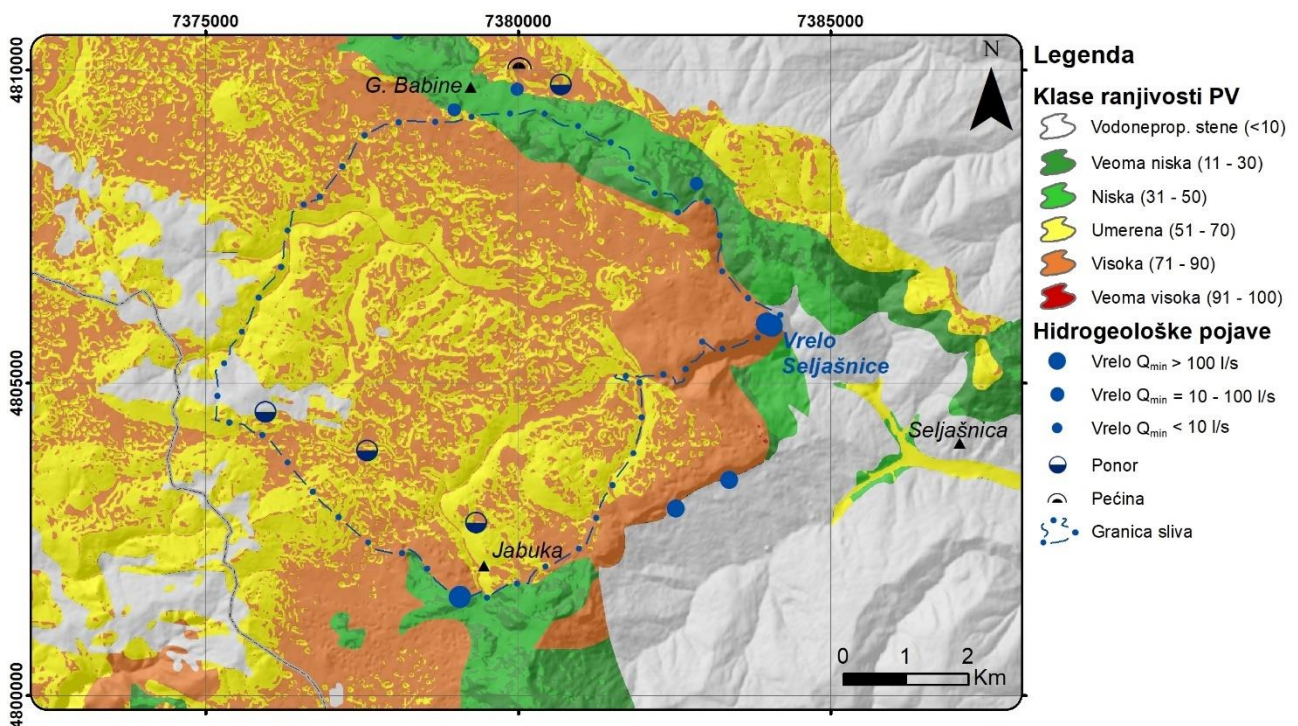 7375000
7380000
7385000
4810000
4805000
4800000
G. Babine
Vrelo
Seljašnice
Seljašnica
Jabuka
N
0 1 2
Km
Legenda
Klase ranjivosti PV
Vodoneprop. stene (<10)
Veoma niska (11 - 30)
Niska (31 - 50)
Umerena (51 - 70)
Visoka (71 - 90)
Veoma visoka (91 - 100)
Hidrogeološke pojave
Vrelo Qmin > 100 l/s
Vrelo Qmin = 10 - 100 l/s
Vrelo Qmin < 10 l/s
Ponor
Pećina
Granica sliva